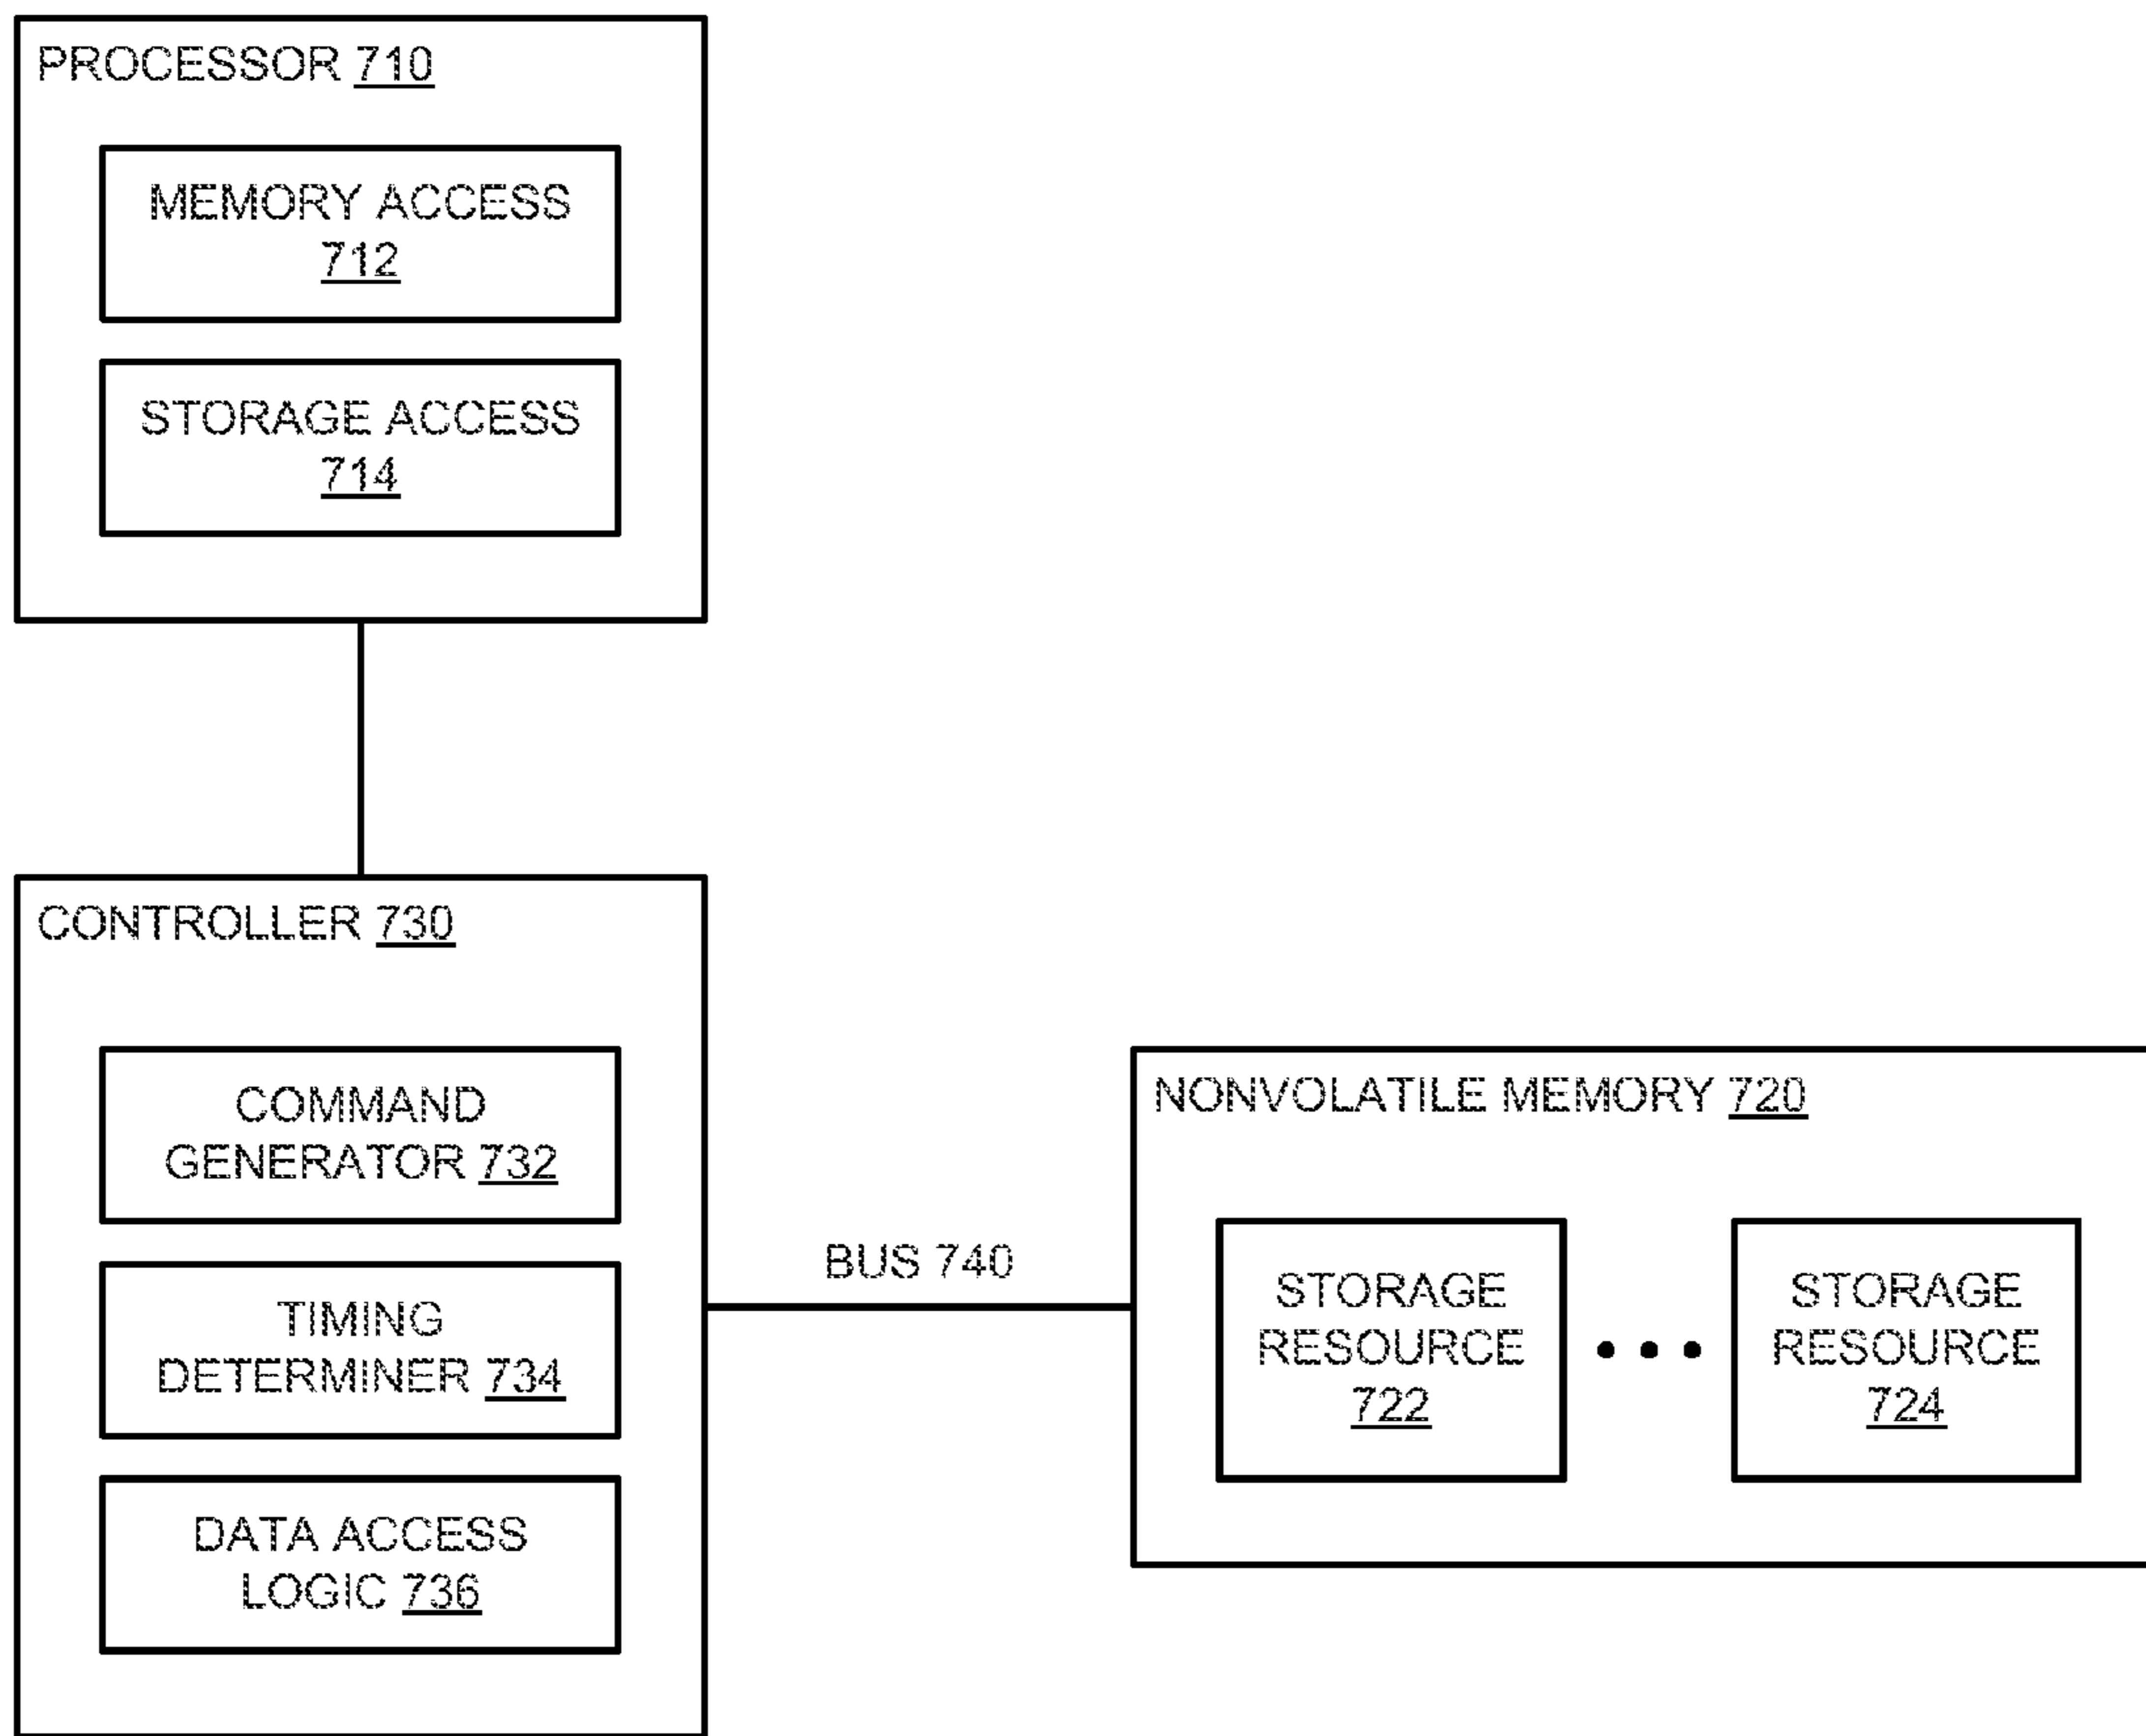 PROCESSOR 710
MEMORY ACCESS
712
STORAGE ACCESS
714
CONTROLLER 730
COMMAND
GENERATOR 732
TIMING
DETERMINER 734
DATA ACCESS
LOGIC 736
BUS 740
NONVOLATILE MEMORY 720
STORAGE
RESOURCE
722
STORAGE
RESOURCE
724